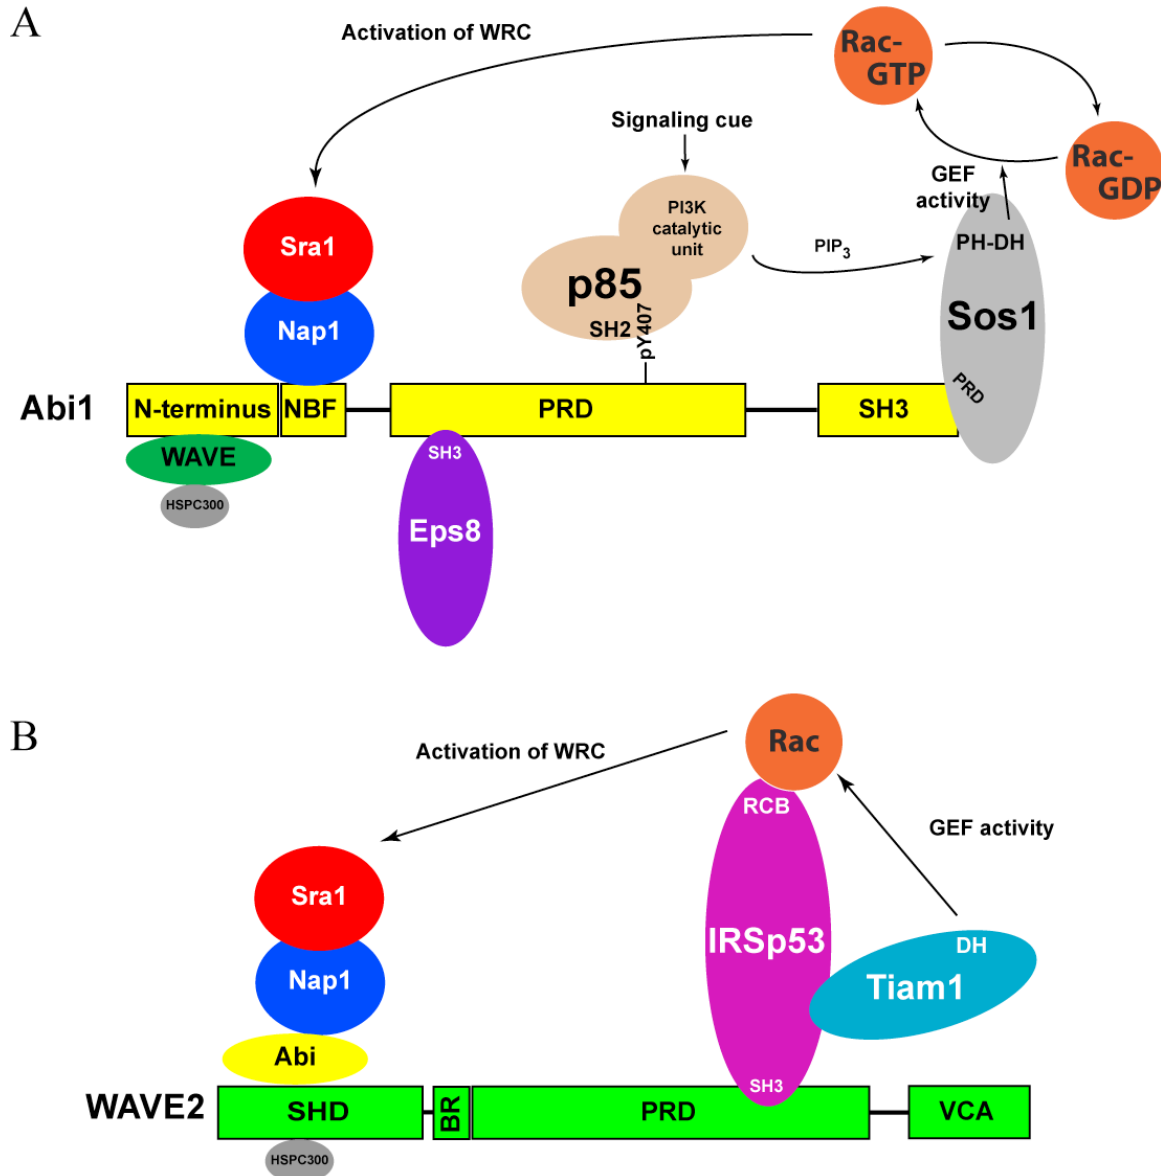 A
Activation of WRC
Rac-
GTP
Signaling cue
Rac-
GDP
GEF
activity
PI3K
catalytic
unit
Sra1
PIP3
PH-DH
p85
Nap1
SH2
pY407
Sos1
PRD
Abi1
N-terminus
NBF
PRD
SH3
WAVE
SH3
HSPC300
Eps8
B
Rac
Activation of WRC
RCB
GEF activity
Sra1
IRSp53
DH
Nap1
Tiam1
Abi
SH3
WAVE2
SHD
BR
PRD
VCA
HSPC300